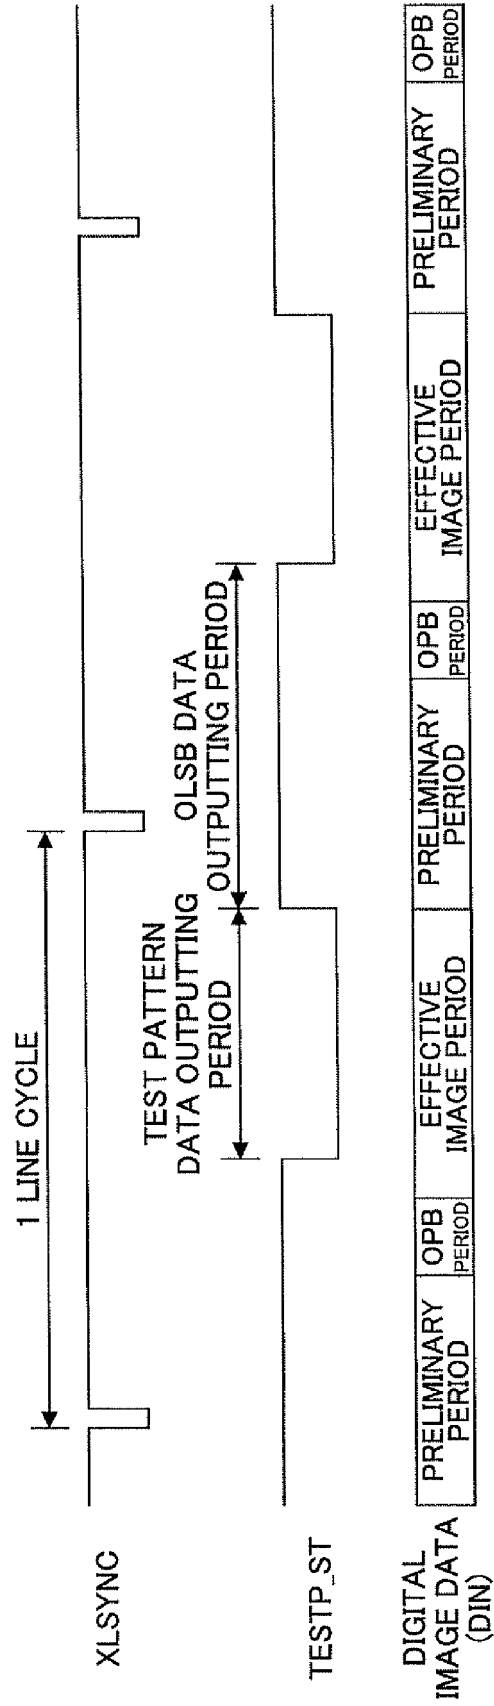 1 LINE CYCLE
XLSYNC
TEST PATTERN
DATA OUTPUTTING
PERIOD
OLSB DATA
OUTPUTTING PERIOD
TESTP_ST
DIGITAL
IMAGE DATA
(DIN)
PRELIMINARY
PERIOD
OPB
PERIOD
EFFECTIVE
IMAGE PERIOD
PRELIMINARY
PERIOD
OPB
PERIOD
EFFECTIVE
IMAGE PERIOD
PRELIMINARY
PERIOD
OPB
PERIOD